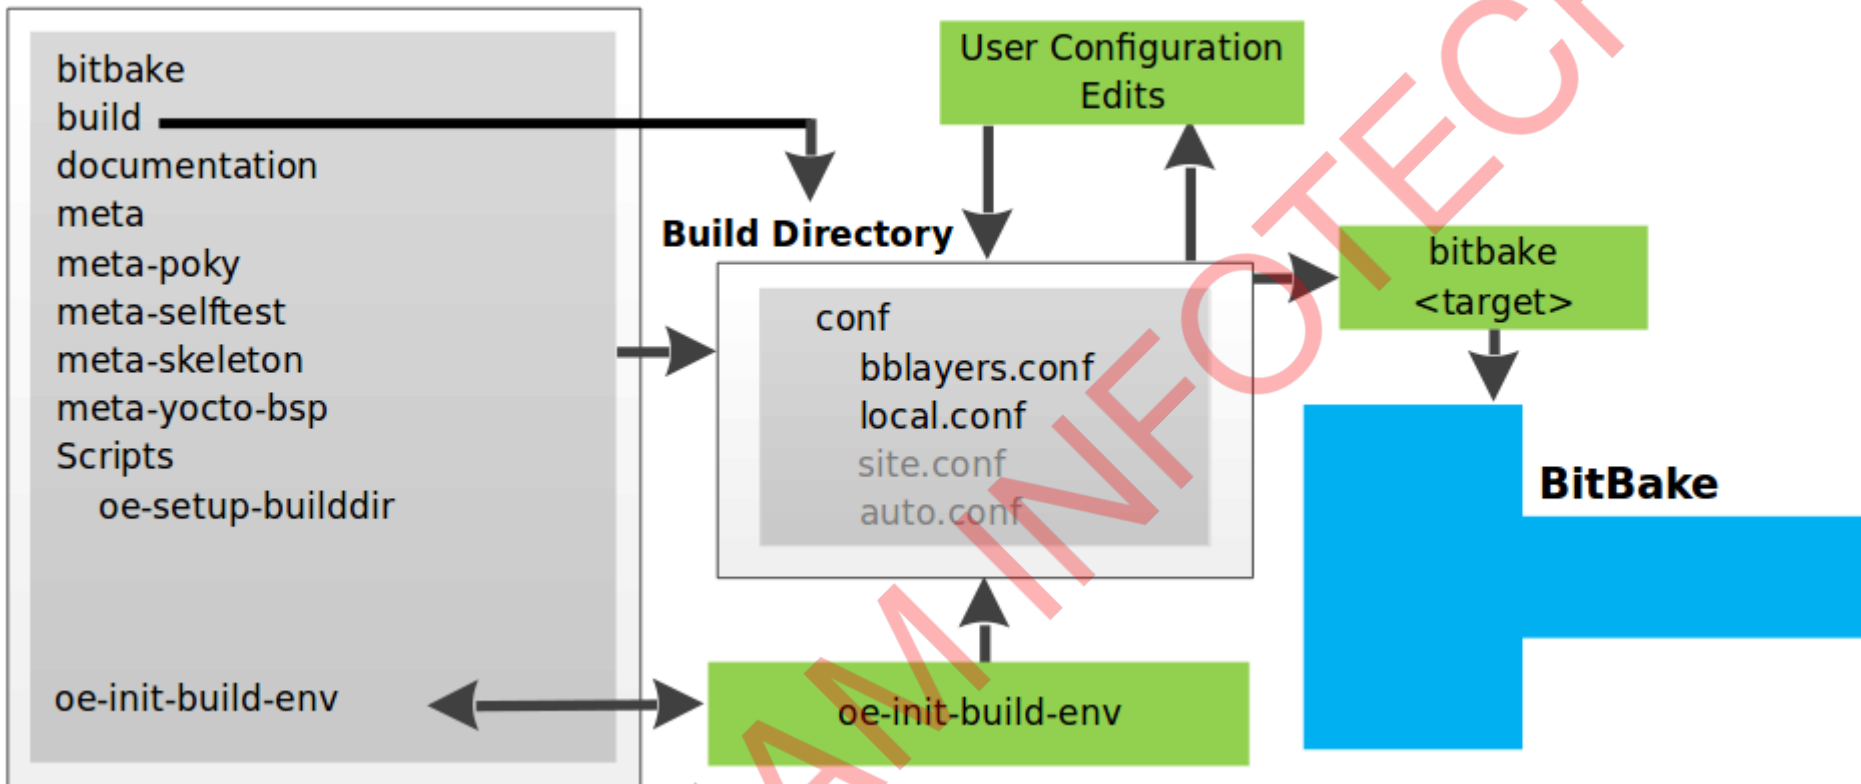 bitbake
build
documentation
meta
meta-poky
meta-selftest
meta-skeleton
meta-yocto-bsp
Scripts
oe-setup-builddir
oe-init-build-env
User Configuration
Edits
Build Directory
conf
bblayers.conf
local.conf
site.conf
auto.conf
oe-init-build-env
bitbake
<target>
BitBake
AM INFOTECH